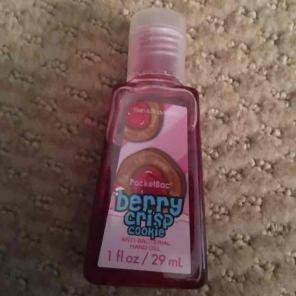 PocketBac®
berry
crisp
cookie
ANTI-BACTERIAL
HAND GEL
1 fl oz / 29 mL